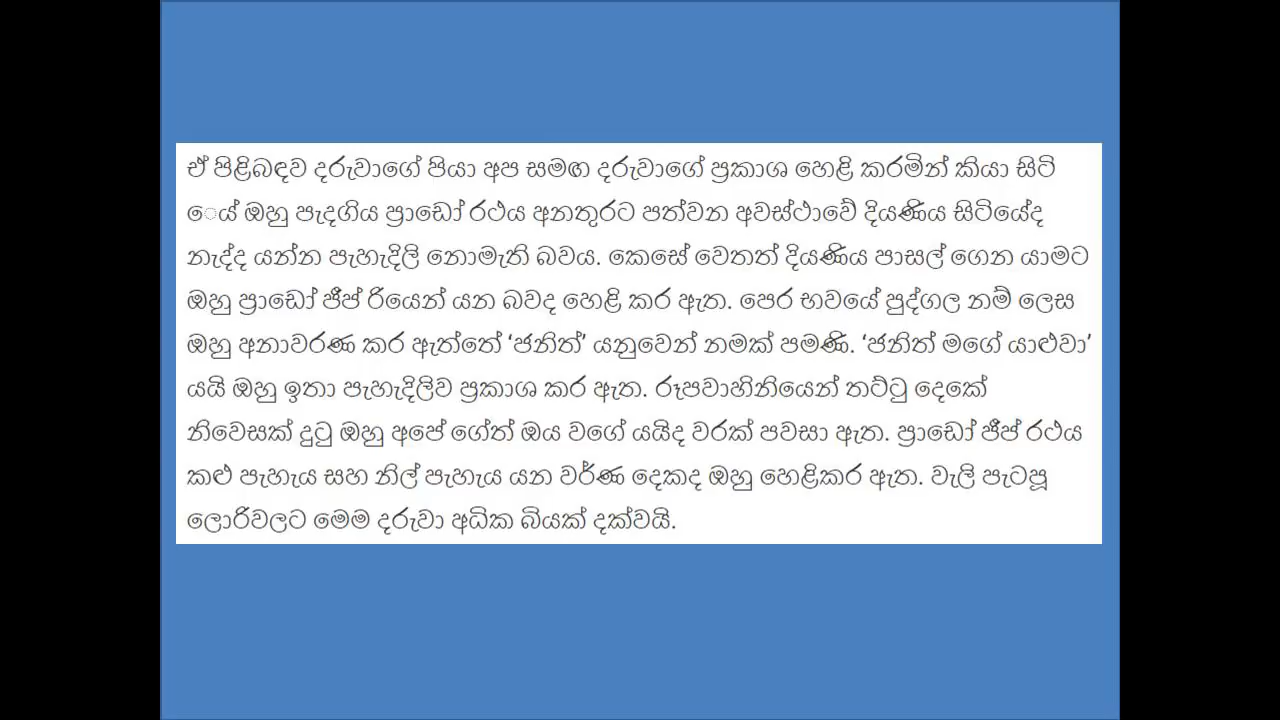 ඒ පිළිබඳව දරුවාගේ පියා අප සමඟ දරුවාගේ ප්‍රකාශ හෙළි කරමින් කියා සිටි
ෙය් ඔහු පැදගිය ප්‍රාඩෝ රථය අනතුරට පත්වන අවස්ථාවේ දියණිය සිටියේද
නැද්ද යන්න පැහැදිලි නොමැති බවය. කෙසේ වෙතත් දියණිය පාසල් ගෙන යාමට
ඔහු ප්‍රාඩෝ ජීප් රියෙන් යන බවද හෙළි කර ඇත. පෙර භවයේ පුද්ගල නම් ලෙස
ඔහු අනාවරණ කර ඇත්තේ ‘ජනිත්’ යනුවෙන් නමක් පමණි. ‘ජනිත් මගේ යාළුවා’
යයි ඔහු ඉතා පැහැදිලිව ප්‍රකාශ කර ඇත. රූපවාහිනියෙන් තට්ටු දෙකේ
නිවෙසක් දුටු ඔහු අපේ ගේත් ඔය වගේ යයිද වරක් පවසා ඇත. ප්‍රාඩෝ ජීප් රථය
කළු පැහැය සහ නිල් පැහැය යන වර්ණ දෙකද ඔහු හෙළිකර ඇත. වැලි පැටපූ
ලොරිවලට මෙම දරුවා අධික බියක් දක්වයි.